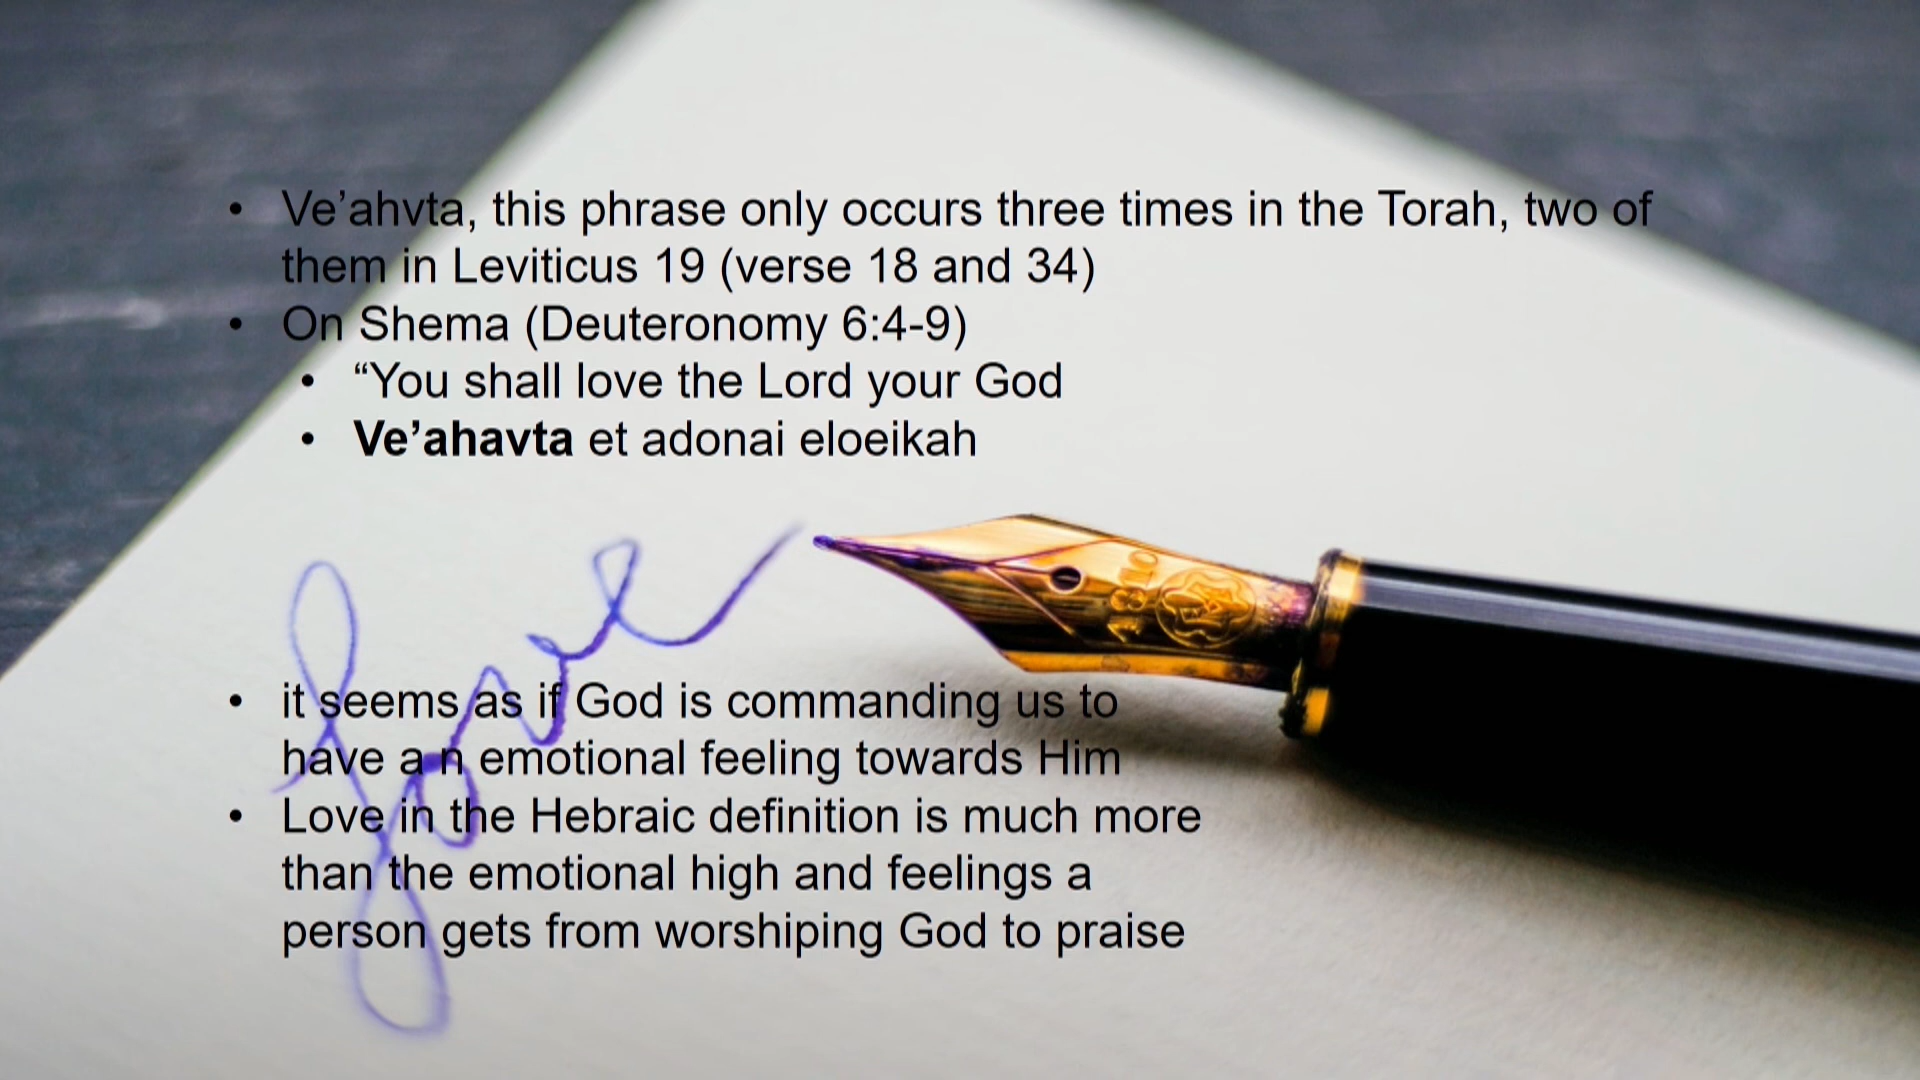 • Ve’ahvta, this phrase only occurs three times in the Torah, two of
them in Leviticus 19 (verse 18 and 34)
• On Shema (Deuteronomy 6:4-9)
• “You shall love the Lord your God
• Ve’ahavta et adonai eloeikah
love
1810
• it seems as if God is commanding us to
have a n emotional feeling towards Him
• Love in the Hebraic definition is much more
than the emotional high and feelings a
person gets from worshiping God to praise